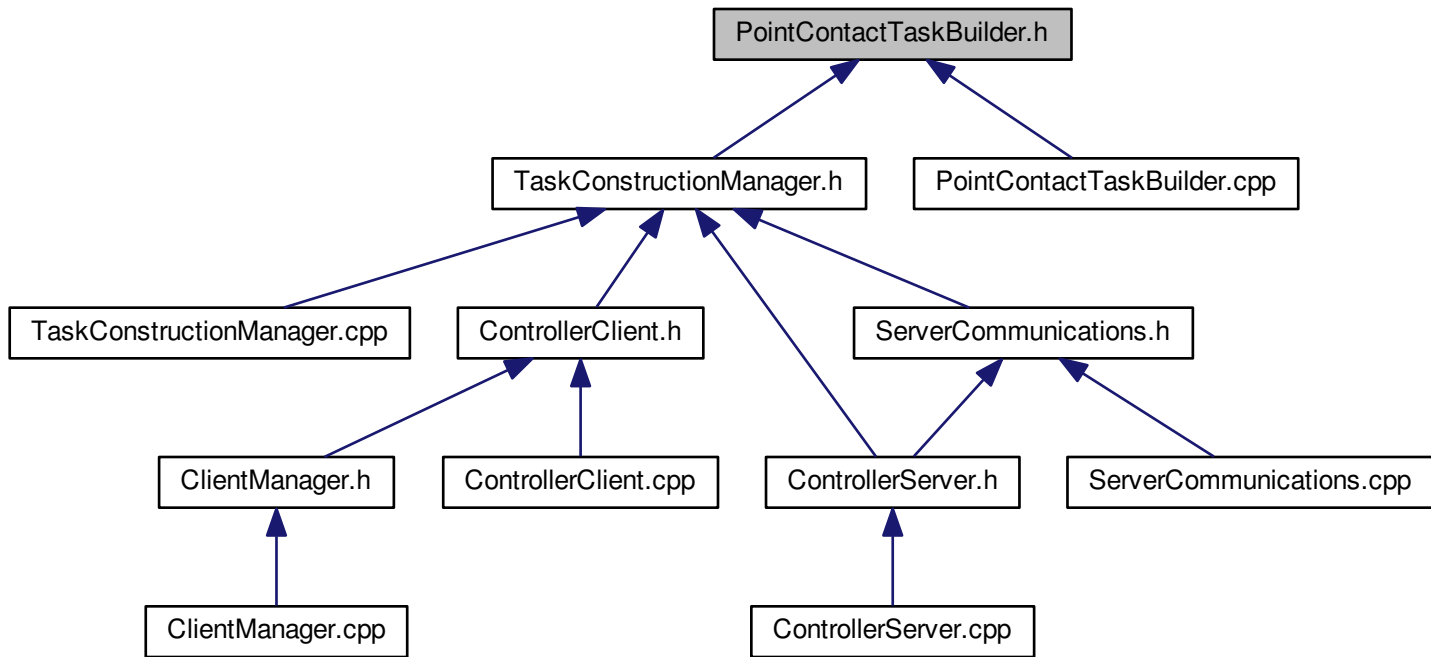 PointContactTaskBuilder.h
TaskConstructionManager.h
PointContactTaskBuilder.cpp
TaskConstructionManager.cpp
ControllerClient.h
ServerCommunications.h
ClientManager.h
ControllerClient.cpp
ControllerServer.h
ServerCommunications.cpp
ClientManager.cpp
ControllerServer.cpp